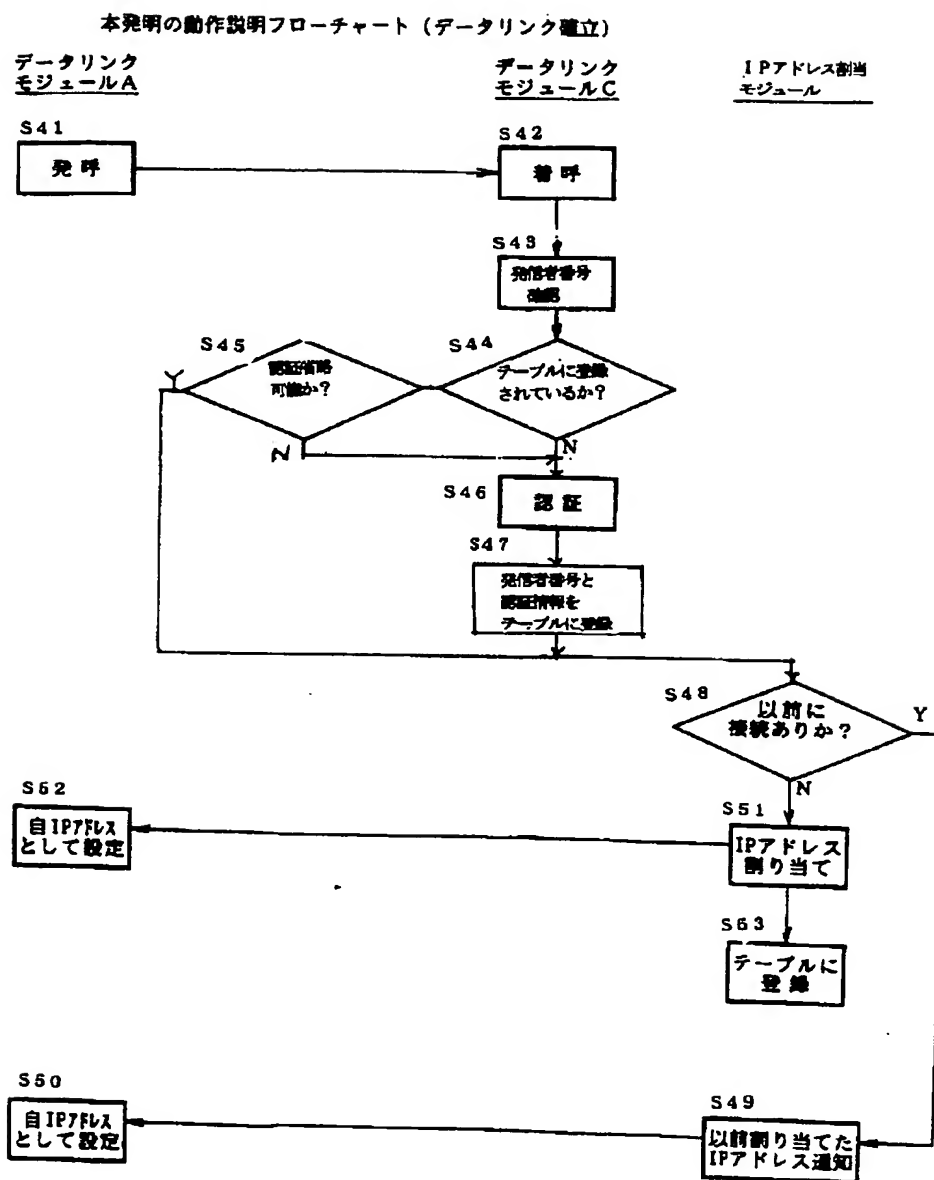 本発明の動作説明フローチャート（データリンク確立）
データリンク
モジュールA
データリンク
モジュールC
IPアドレス割当
モジュール
S41
発呼
S42
着呼
S43
発信者番号
確認
S45
認証省略
可能か？
Y
S44
テーブルに登録
されているか？
N
N
S46
認証
S47
発信者番号と
認証情報を
テーブルに登録
S48
以前に
接続ありか？
Y
N
S52
自IPアドレス
として設定
S51
IPアドレス
割り当て
S53
テーブルに
登録
S50
自IPアドレス
として設定
S49
以前割り当てた
IPアドレス通知